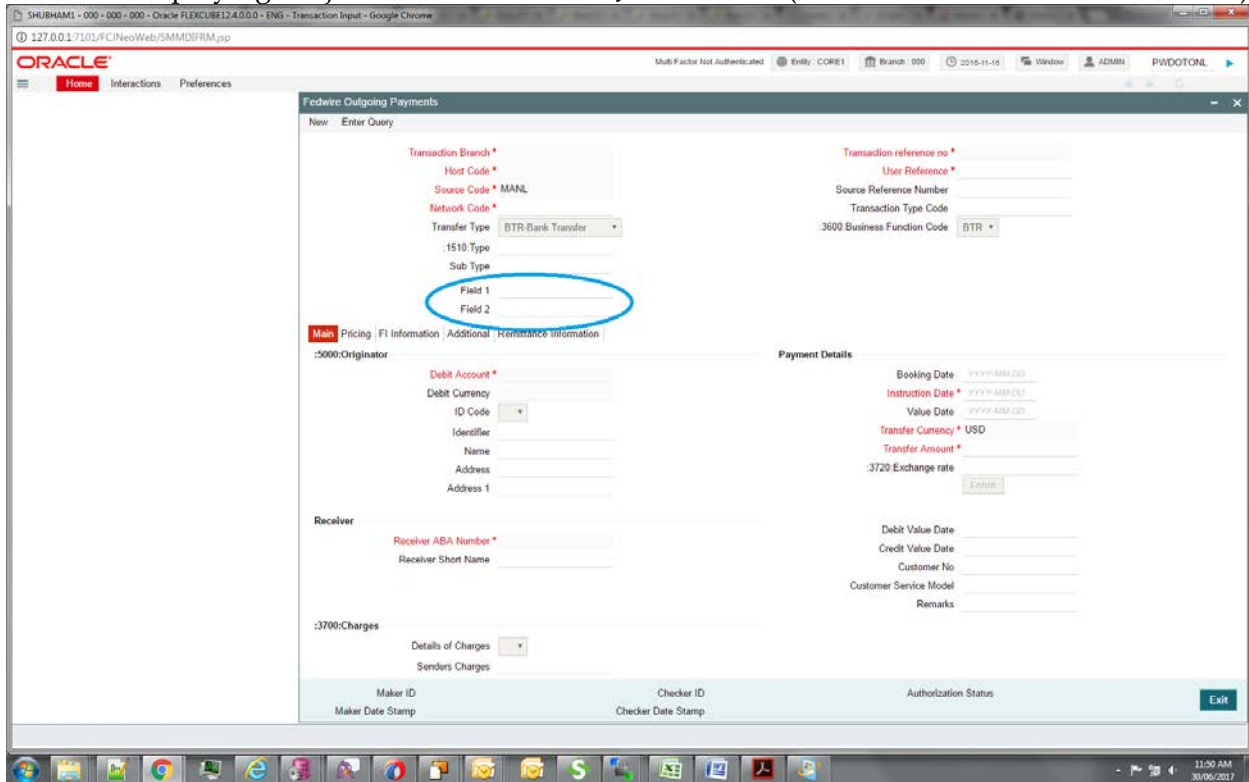 SHUBHAM1 - 000 - 000 - 000 - Oracle FLEXCUBE12.4.0.0.0 - ENG - Transaction Input - Google Chrome
127.0.0.1:7101/FCJNeoWeb/SMMDIFRM.jsp
ORACLE Multi Factor Not Authenticated Entity : CORE1 Branch : 000 2016-11-16 Window ADMIN PWDOTONL
Home Interactions Preferences
Fedwire Outgoing Payments
New Enter Query
Transaction Branch * Transaction reference no *
Host Code * User Reference *
Source Code * MANL Source Reference Number
Network Code * Transaction Type Code
Transfer Type BTR-Bank Transfer :3600:Business Function Code BTR
:1510:Type
Sub Type
Field 1
Field 2
Main Pricing FI Information Additional Remittance Information
:5000:Originator Payment Details
Debit Account * Booking Date YYYY-MM-DD
Debit Currency Instruction Date * YYYY-MM-DD
ID Code Value Date YYYY-MM-DD
Identifier Transfer Currency * USD
Name Transfer Amount *
Address :3720:Exchange rate
Address 1 Enrich
Receiver Debit Value Date
Receiver ABA Number * Credit Value Date
Receiver Short Name Customer No
Customer Service Model
Remarks
:3700:Charges
Details of Charges
Senders Charges
Maker ID Checker ID Authorization Status
Maker Date Stamp Checker Date Stamp
Exit
11:50 AM
30/06/2017